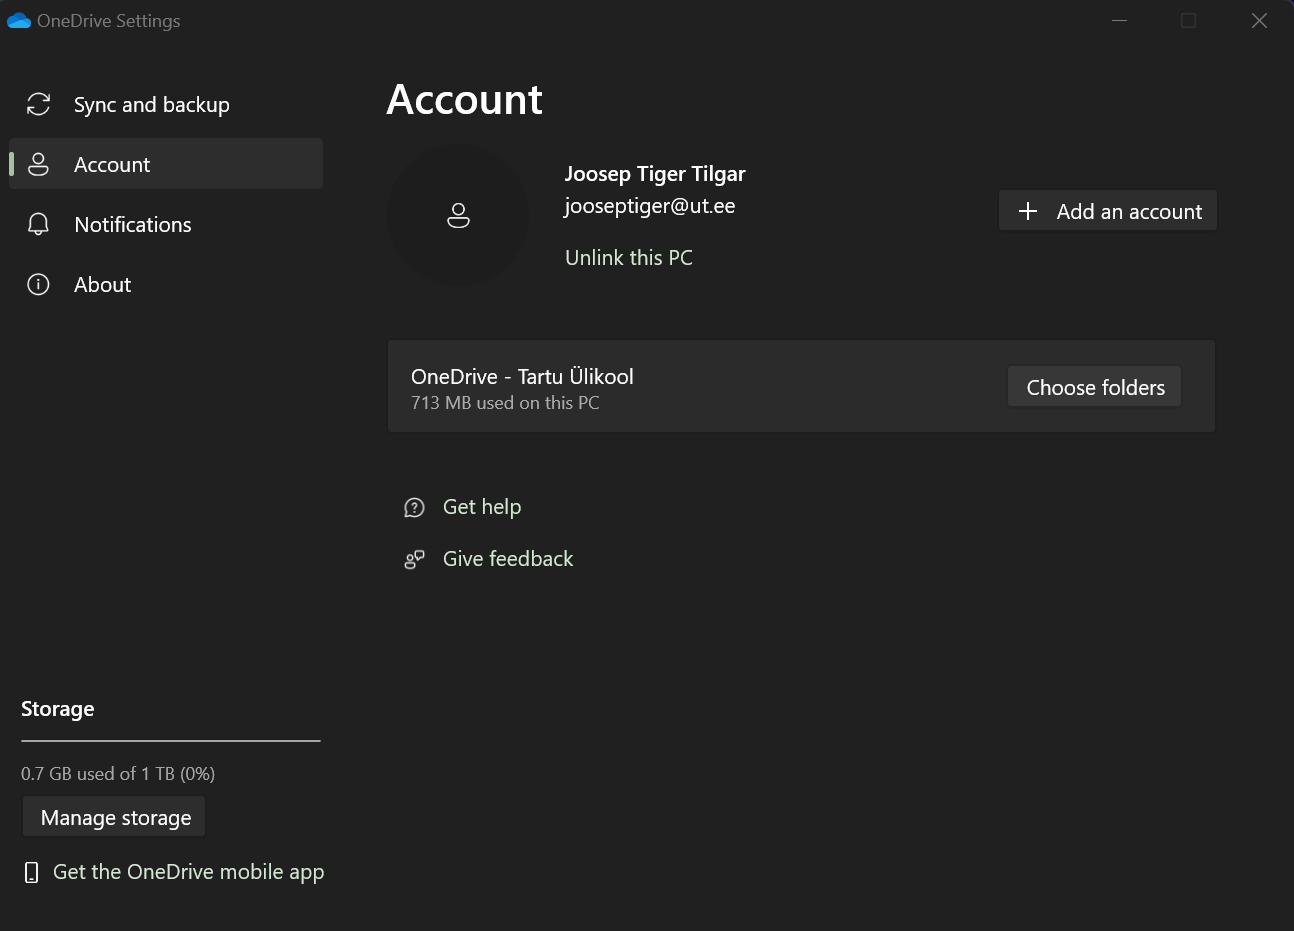 OneDrive Settings
Sync and backup
Account
Notifications
About
Account
Joosep Tiger Tilgar
jooseptiger@ut.ee
Unlink this PC
Add an account
OneDrive - Tartu Ülikool
713 MB used on this PC
Choose folders
Get help
Give feedback
Storage
0.7 GB used of 1 TB (0%)
Manage storage
Get the OneDrive mobile app